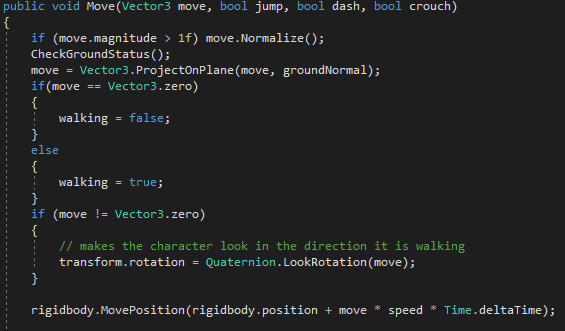 public void Move(Vector3 move, bool jump, bool dash, bool crouch)
{
if (move.magnitude > 1f) move.Normalize();
CheckGroundStatus();
move = Vector3.ProjectOnPlane(move, groundNormal);
if(move == Vector3.zero)
{
walking = false;
}
else
{
walking = true;
}
if (move != Vector3.zero)
{
// makes the character look in the direction it is walking
transform.rotation = Quaternion.LookRotation(move);
}
rigidbody.MovePosition(rigidbody.position + move * speed * Time.deltaTime);